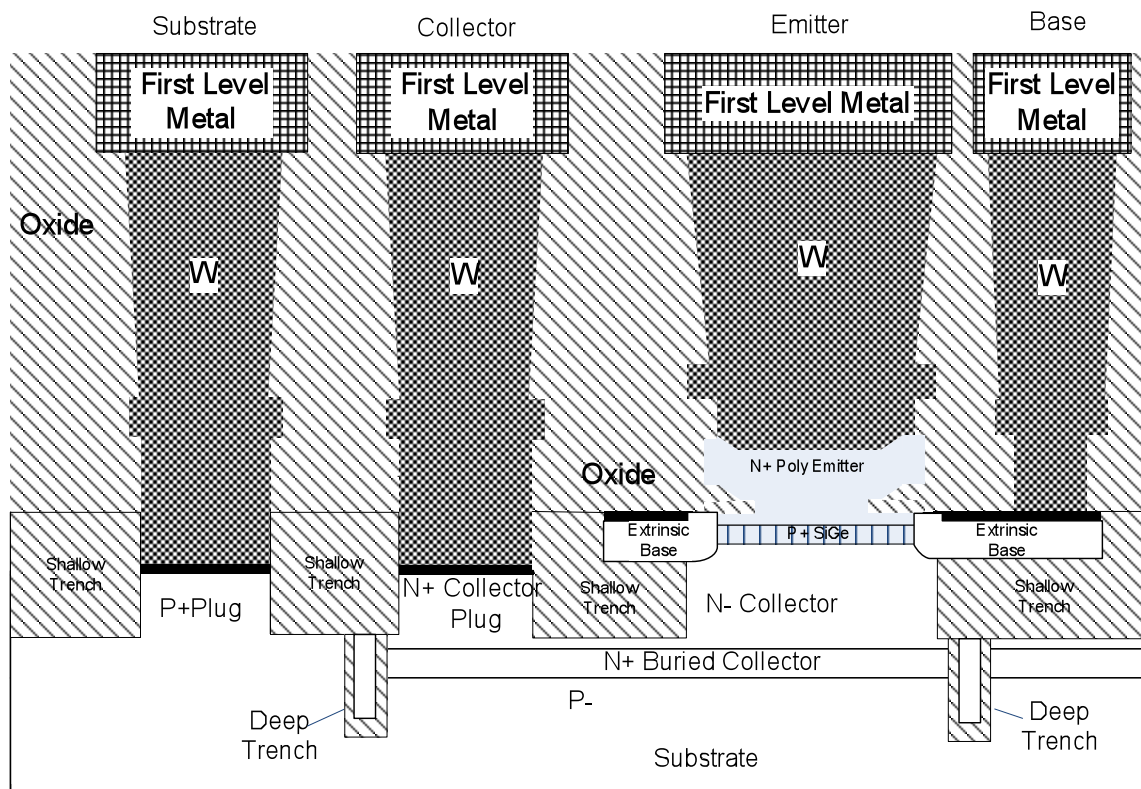 Substrate
Collector
Emitter
Base
First Level
Metal
First Level
Metal
First Level Metal
First Level
Metal
Oxide
W
W
W
W
N+ Poly Emitter
Oxide
P+ SiGe
Extrinsic
Base
Extrinsic
Base
Shallow
Trench
Shallow
Trench
Shallow
Trench
Shallow
Trench
P+Plug
N+ Collector
Plug
N- Collector
N+ Buried Collector
P-
Deep
Trench
Deep
Trench
Substrate